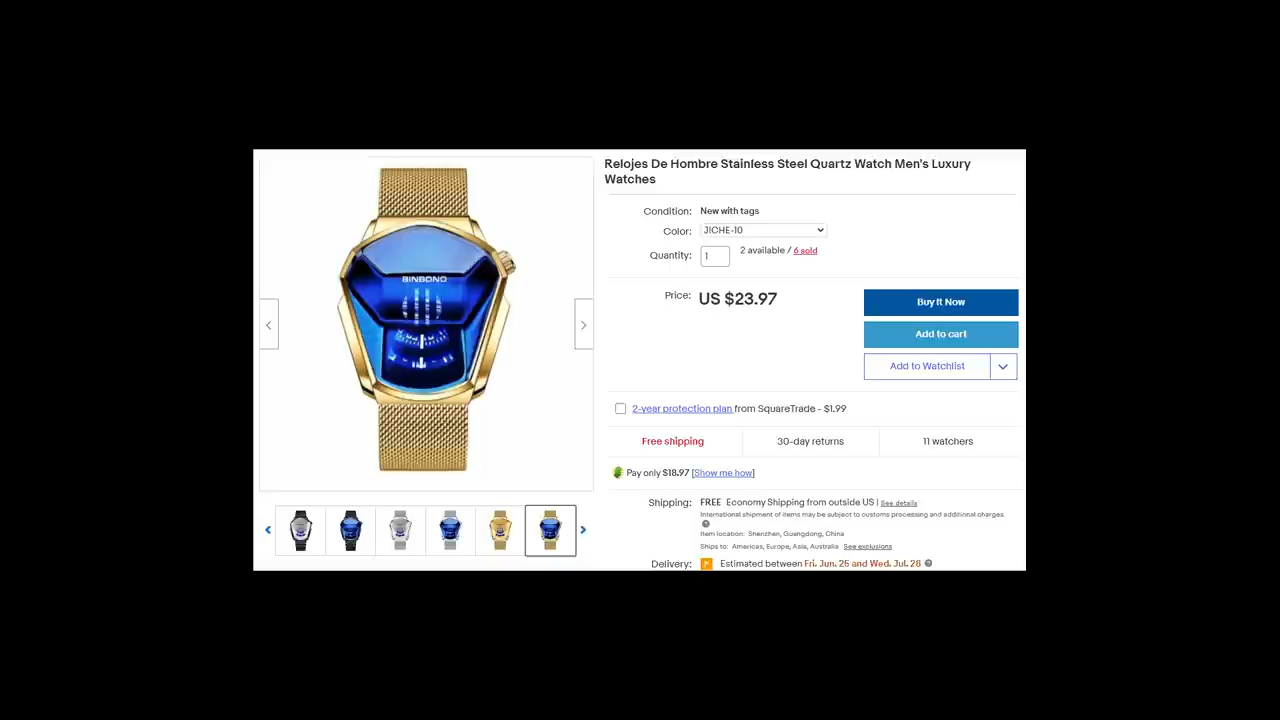 Relojes De Hombre Stainless Steel Quartz Watch Men's Luxury
Watches
Condition: New with tags
Color: JICHE-10
Quantity: 1 2 available / 6 sold
Price: US $23.97
Buy It Now
Add to cart
Add to Watchlist
BINBOND
2-year protection plan from SquareTrade - $1.99
Free shipping 30-day returns 11 watchers
Pay only $18.97 [Show me how]
Shipping: FREE Economy Shipping from outside US | See details
International shipment of items may be subject to customs processing and additional charges.
Item location: Shenzhen, Guangdong, China
Ships to: Americas, Europe, Asia, Australia See exclusions
Delivery: Estimated between Fri. Jun. 25 and Wed. Jul. 28